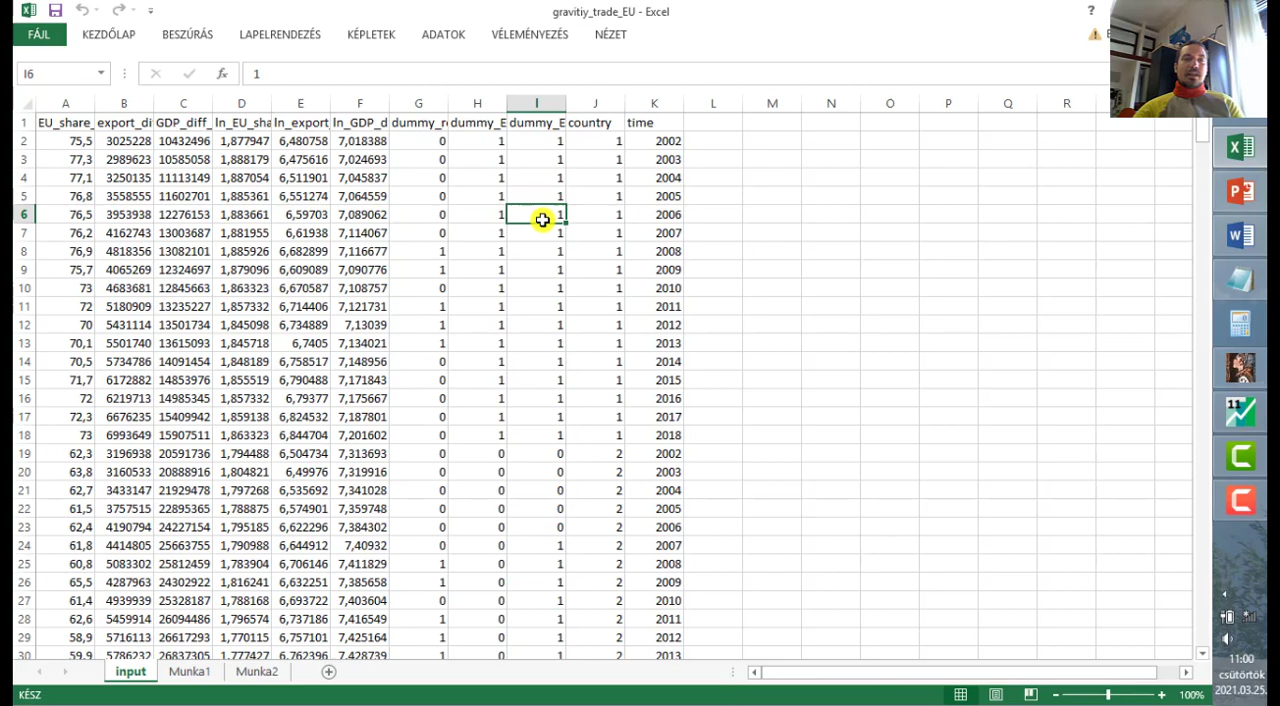 gravitiy_trade_EU - Excel
?
FÁJL KEZDŐLAP BESZÚRÁS LAPELRENDEZÉS KÉPLETEK ADATOK VÉLEMÉNYEZÉS NÉZET
I6 fx 1
A B C D E F G H I J K L M N O P Q R
1 EU_share_ export_di GDP_diff_ ln_EU_sha ln_export ln_GDP_d dummy_re dummy_E dummy_E country time
2 75,5 3025228 10432496 1,877947 6,480758 7,018388 0 1 1 1 2002
3 77,3 2989623 10585058 1,888179 6,475616 7,024693 0 1 1 1 2003
4 77,1 3250135 11113149 1,887054 6,511901 7,045837 0 1 1 1 2004
5 76,8 3558555 11602701 1,885361 6,551274 7,064559 0 1 1 1 2005
6 76,5 3953938 12276153 1,883661 6,59703 7,089062 0 1 1 1 2006
7 76,2 4162743 13003687 1,881955 6,61938 7,114067 0 1 1 1 2007
8 76,9 4818356 13082101 1,885926 6,682899 7,116677 1 1 1 1 2008
9 75,7 4065269 12324697 1,879096 6,609089 7,090776 1 1 1 1 2009
10 73 4683681 12845663 1,863323 6,670587 7,108757 0 1 1 1 2010
11 72 5180909 13235227 1,857332 6,714406 7,121731 1 1 1 1 2011
12 70 5431114 13501734 1,845098 6,734889 7,13039 1 1 1 1 2012
13 70,1 5501740 13615093 1,845718 6,7405 7,134021 1 1 1 1 2013
14 70,5 5734786 14091454 1,848189 6,758517 7,148956 0 1 1 1 2014
15 71,7 6172882 14853976 1,855519 6,790488 7,171843 0 1 1 1 2015
16 72 6219713 14985345 1,857332 6,79377 7,175667 0 1 1 1 2016
17 72,3 6676235 15409942 1,859138 6,824532 7,187801 0 1 1 1 2017
18 73 6993649 15907511 1,863323 6,844704 7,201602 0 1 1 1 2018
19 62,3 3196938 20591736 1,794488 6,504734 7,313693 0 0 0 2 2002
20 63,8 3160533 20888916 1,804821 6,49976 7,319916 0 0 0 2 2003
21 62,7 3433147 21929478 1,797268 6,535692 7,341028 0 0 0 2 2004
22 61,5 3757515 22895365 1,788875 6,574901 7,359748 0 0 0 2 2005
23 62,4 4190794 24227154 1,795185 6,622296 7,384302 0 0 0 2 2006
24 61,8 4414805 25663755 1,790988 6,644912 7,40932 0 0 1 2 2007
25 60,8 5083302 25812459 1,783904 6,706146 7,411829 1 0 1 2 2008
26 65,5 4287963 24302922 1,816241 6,632251 7,385658 1 0 1 2 2009
27 61,4 4939939 25328187 1,788168 6,693722 7,403604 0 0 1 2 2010
28 62,6 5459914 26094486 1,796574 6,737186 7,416549 1 0 1 2 2011
29 58,9 5716113 26617293 1,770115 6,757101 7,425164 1 0 1 2 2012
30 59,9 5786232 26837305 1,777427 6,762396 7,428739 1 0 1 2 2013
input Munka1 Munka2
KÉSZ 100%
11:00
csütörtök
2021.03.25.